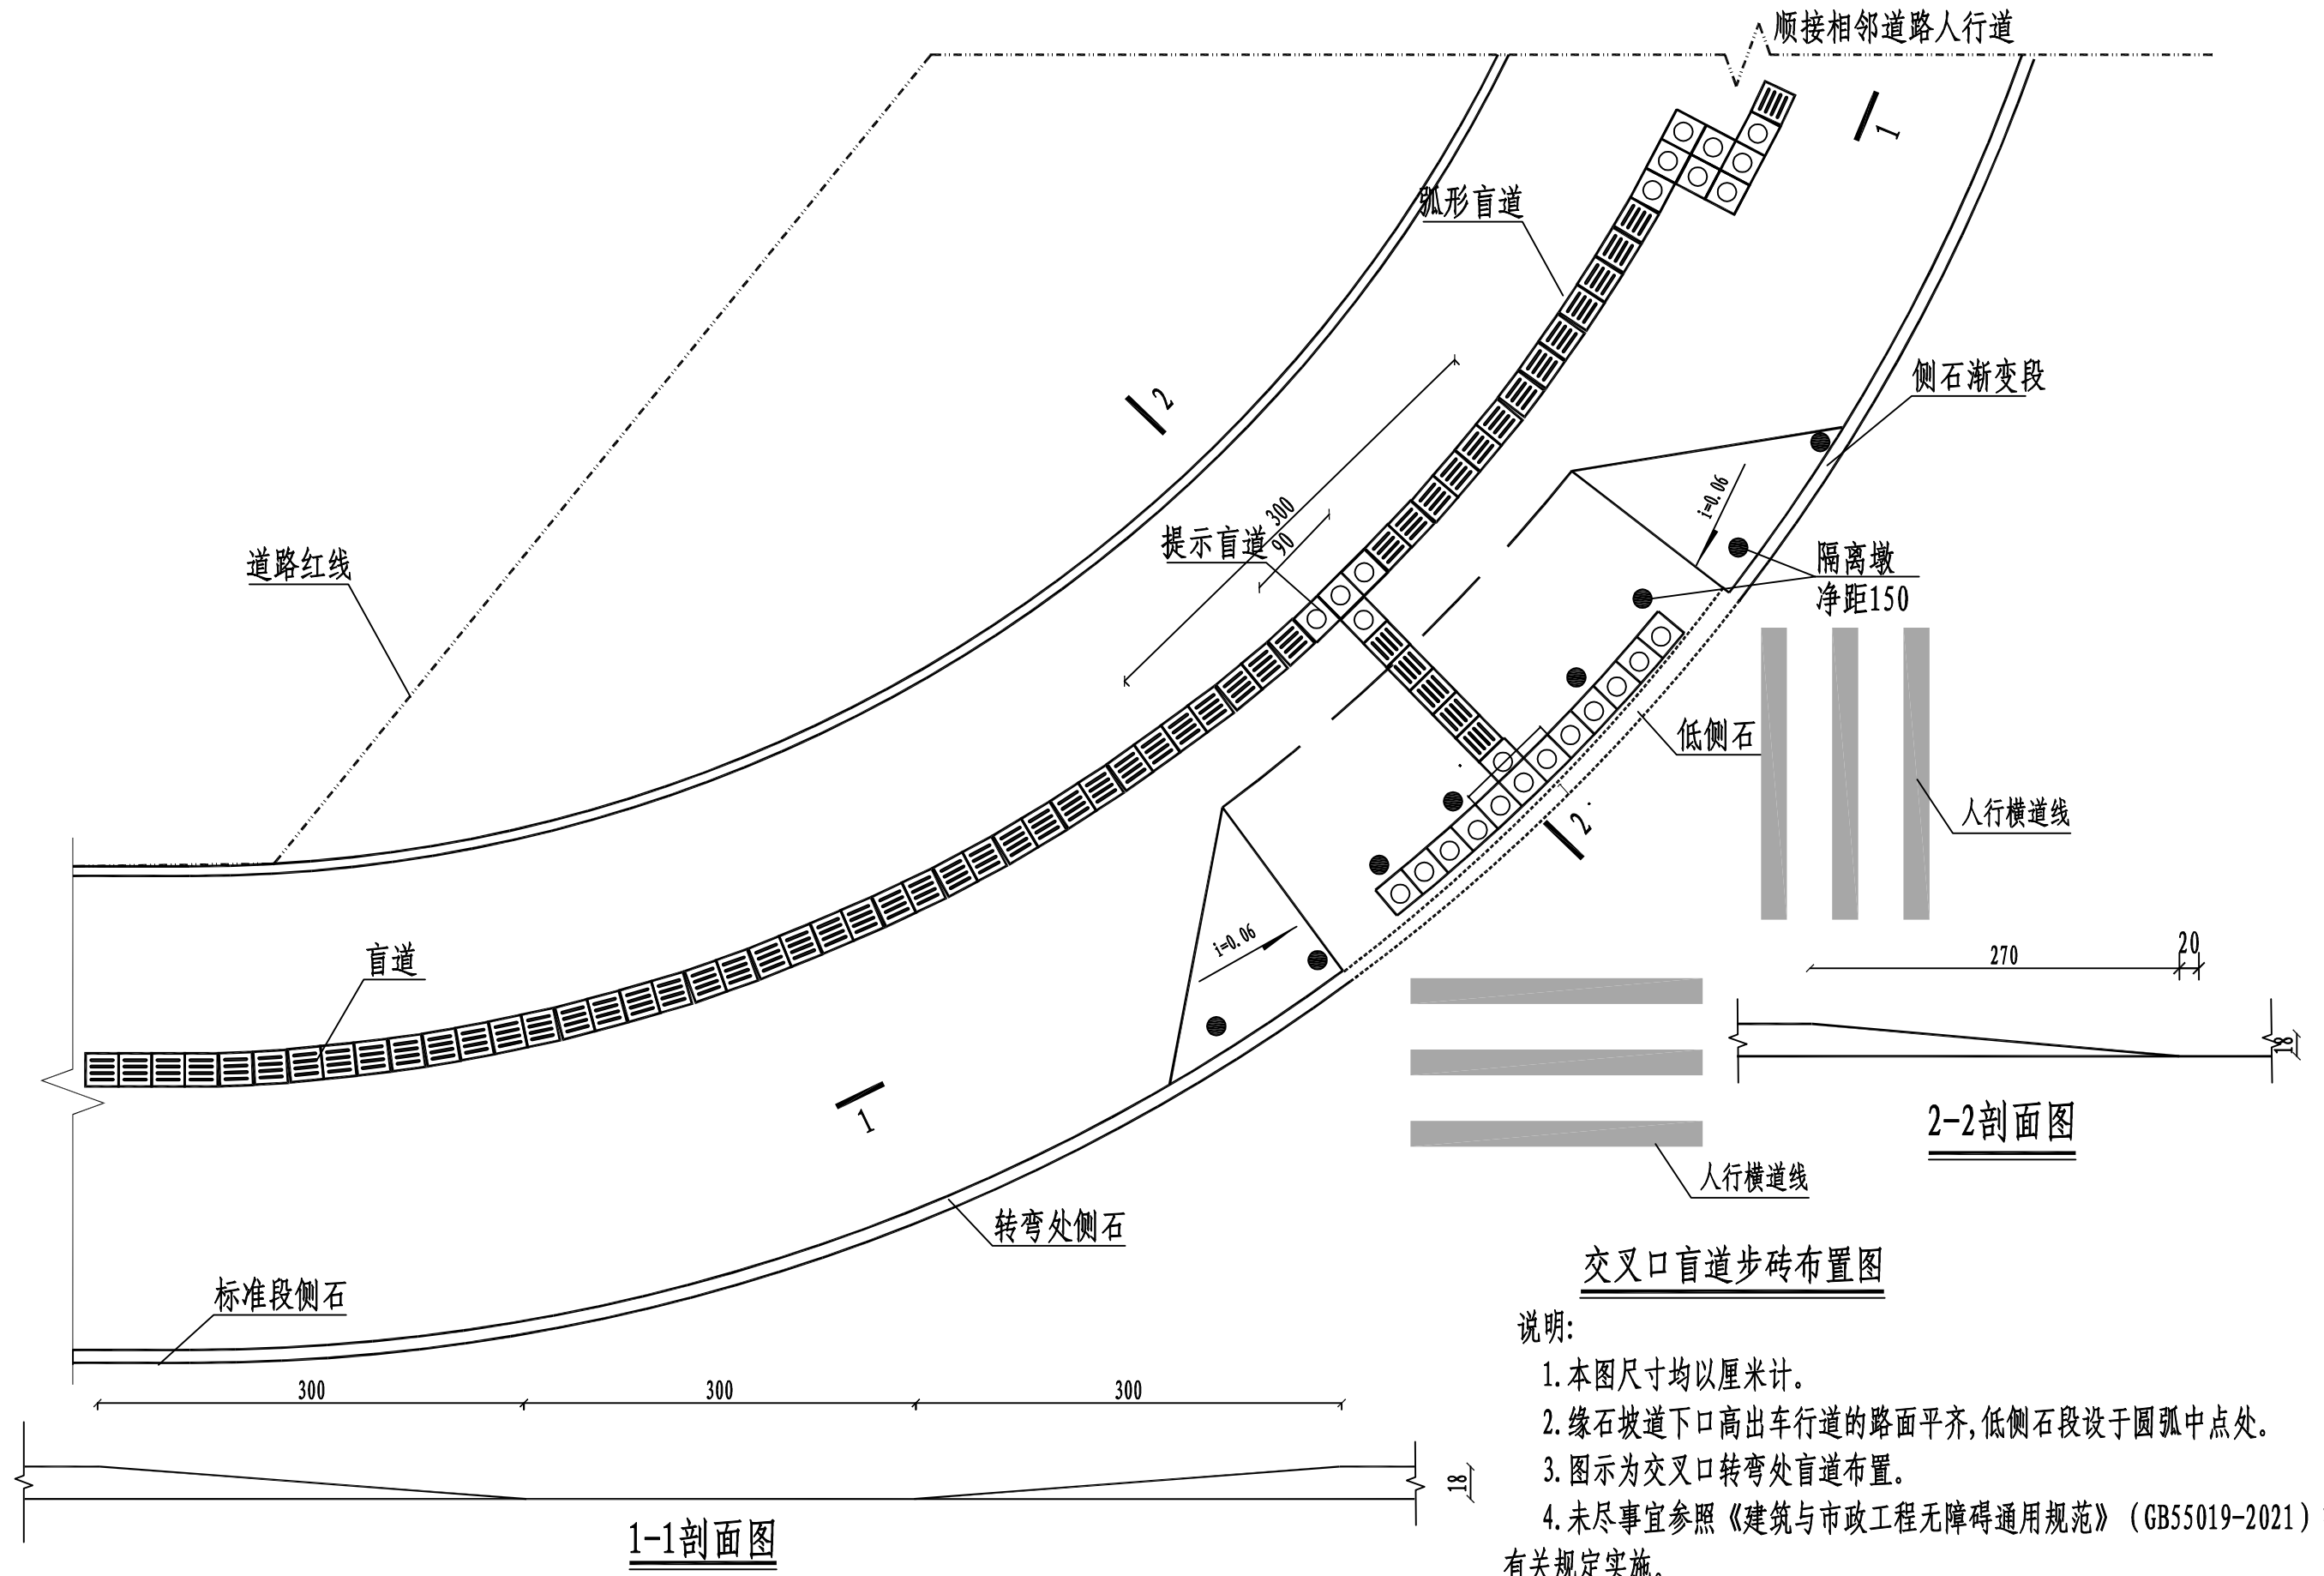 顺接相邻道路人行道
1
弧形盲道
2
侧石渐变段
300
90
提示盲道
i=0.06
道路红线
隔离墩
净距150
低侧石
2
人行横道线
盲道
i=0.06
270
20
18
1
2-2剖面图
人行横道线
转弯处侧石
交叉口盲道步砖布置图
标准段侧石
说明:
1.本图尺寸均以厘米计。
300
300
300
2.缘石坡道下口高出车行道的路面平齐,低侧石段设于圆弧中点处。
3.图示为交叉口转弯处盲道布置。
18
4.未尽事宜参照《建筑与市政工程无障碍通用规范》(GB55019-2021)
1-1剖面图
有关规定实施。